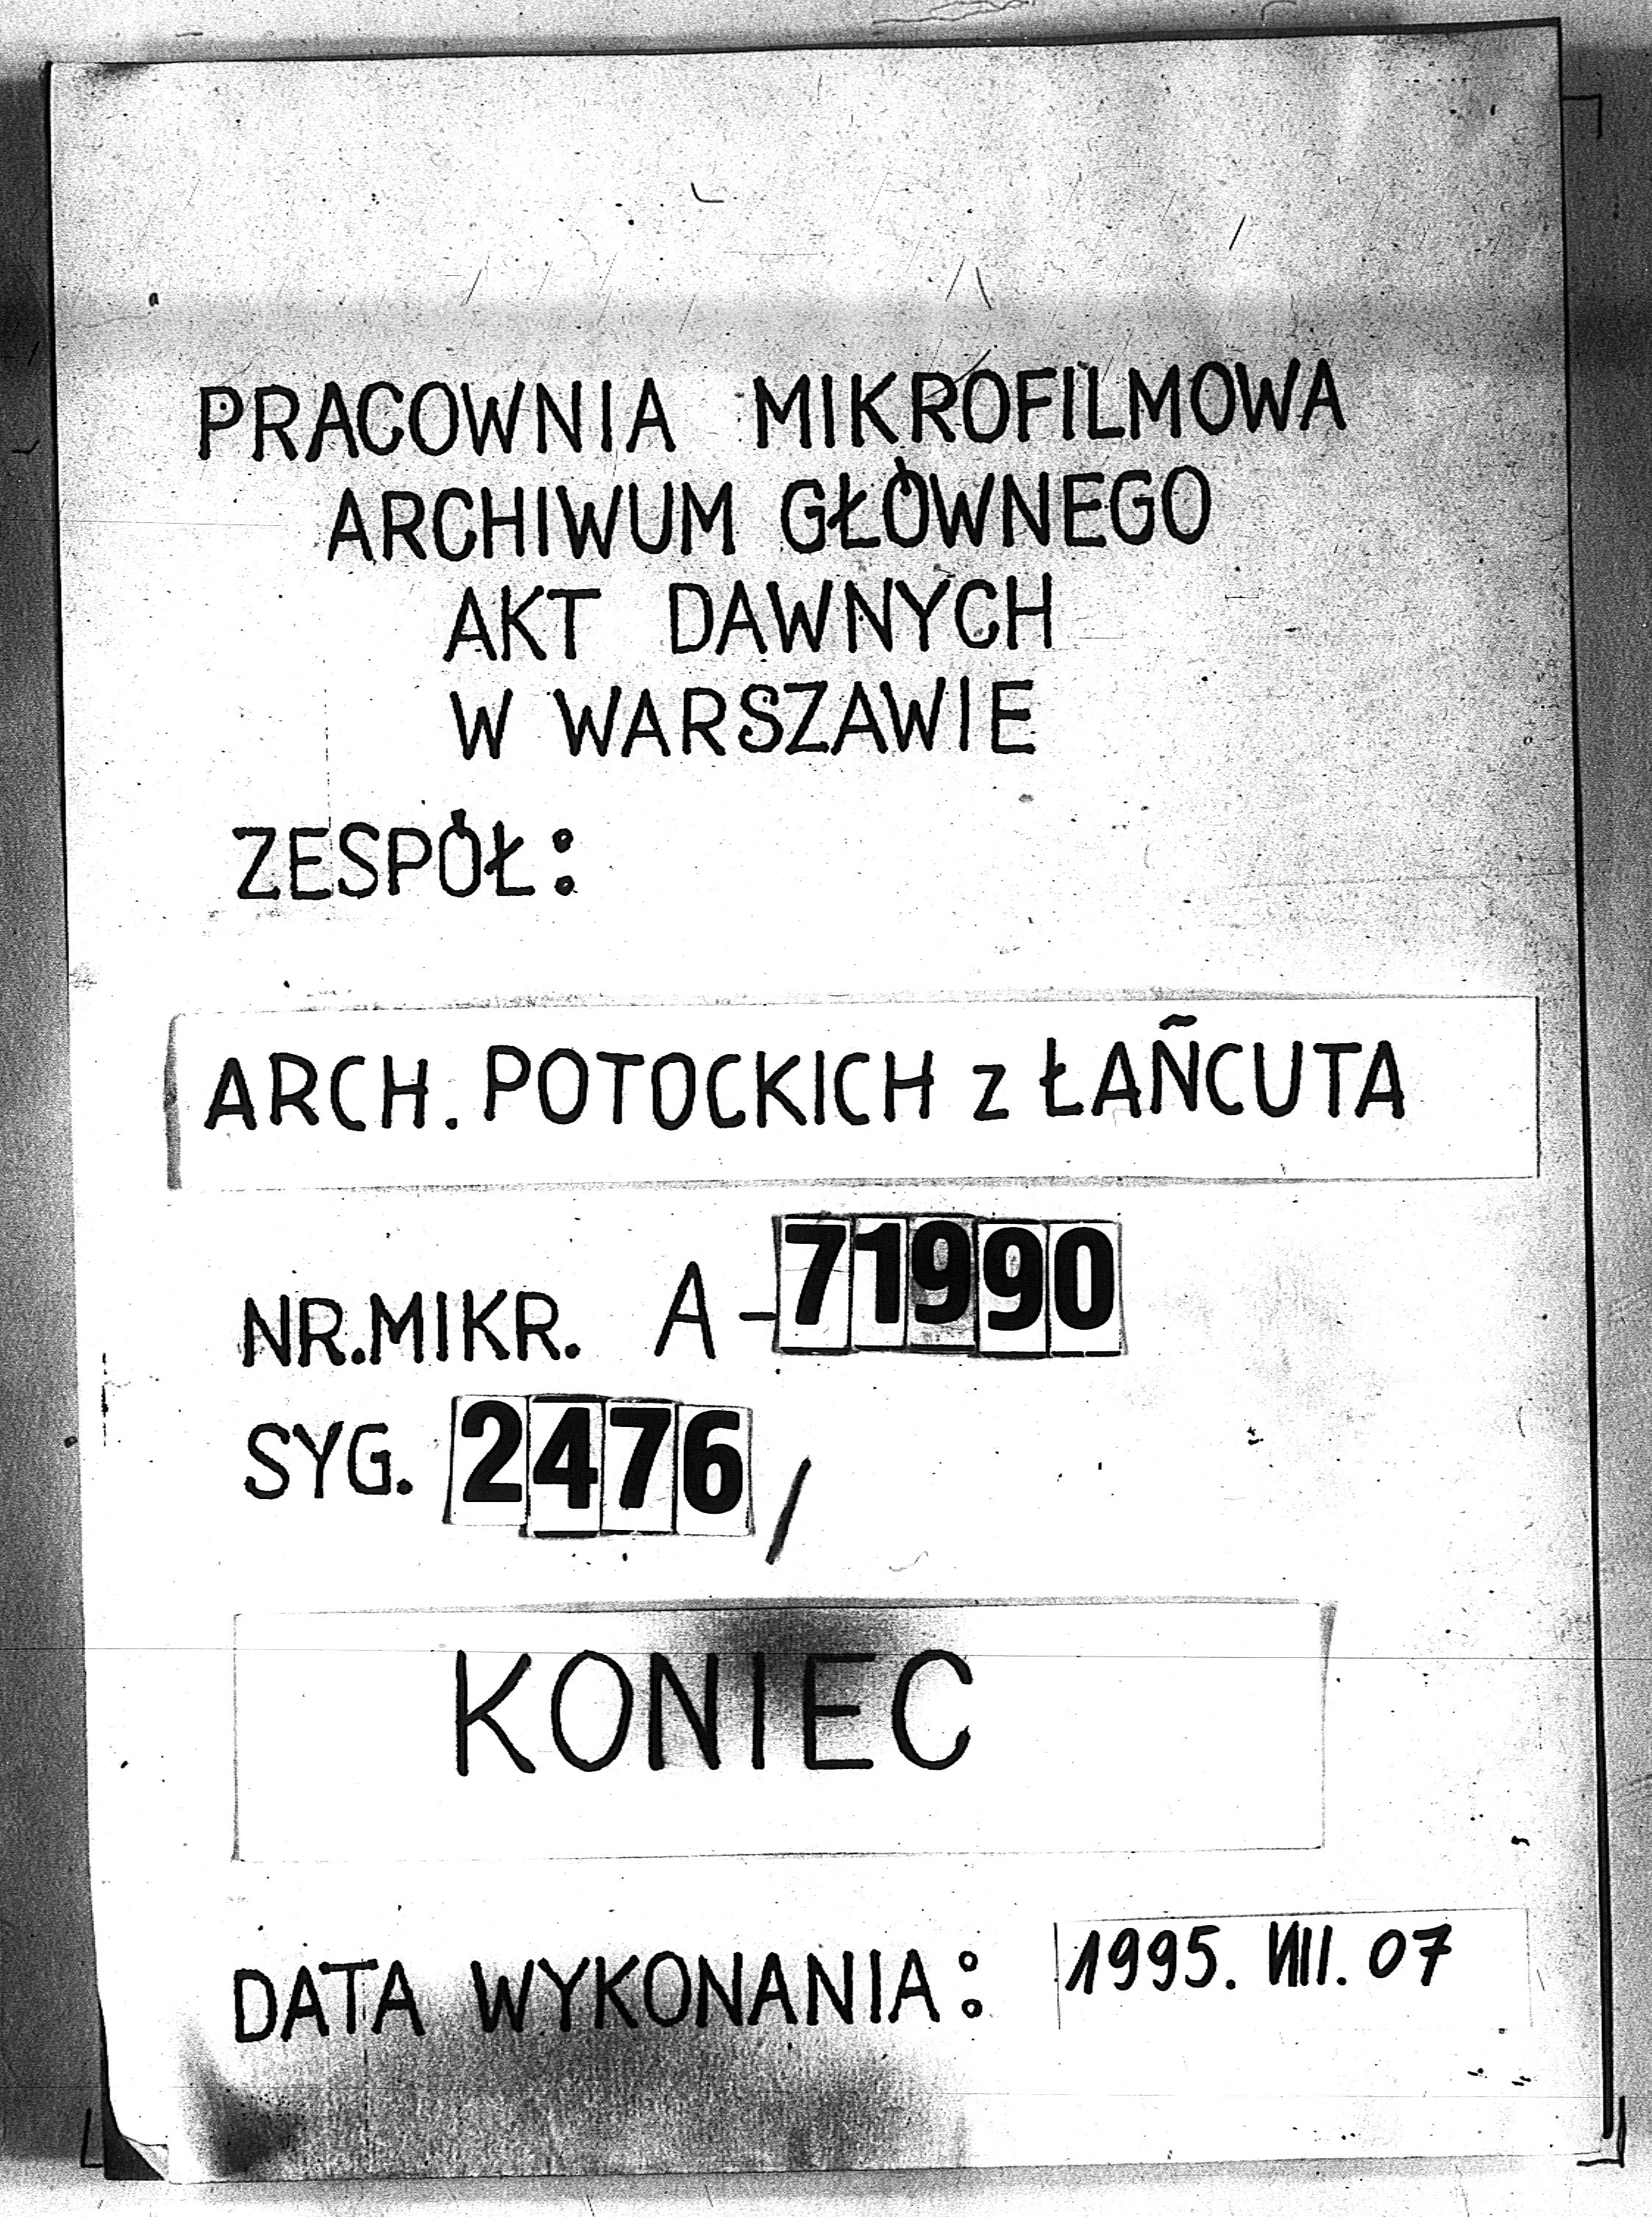 PRACOWNIA MIKROFILMOWA
ARCHIWUM GŁÓWNEGO
AKT DAWNYCH
W WARSZAWIE
ZESPÓŁ:
ARCH. POTOCKICH z ŁAŃCUTA
NR.MIKR. A-71990
SYG. 2476/
KONIEC
DATA WYKONANIA: 1995. VIII. 07